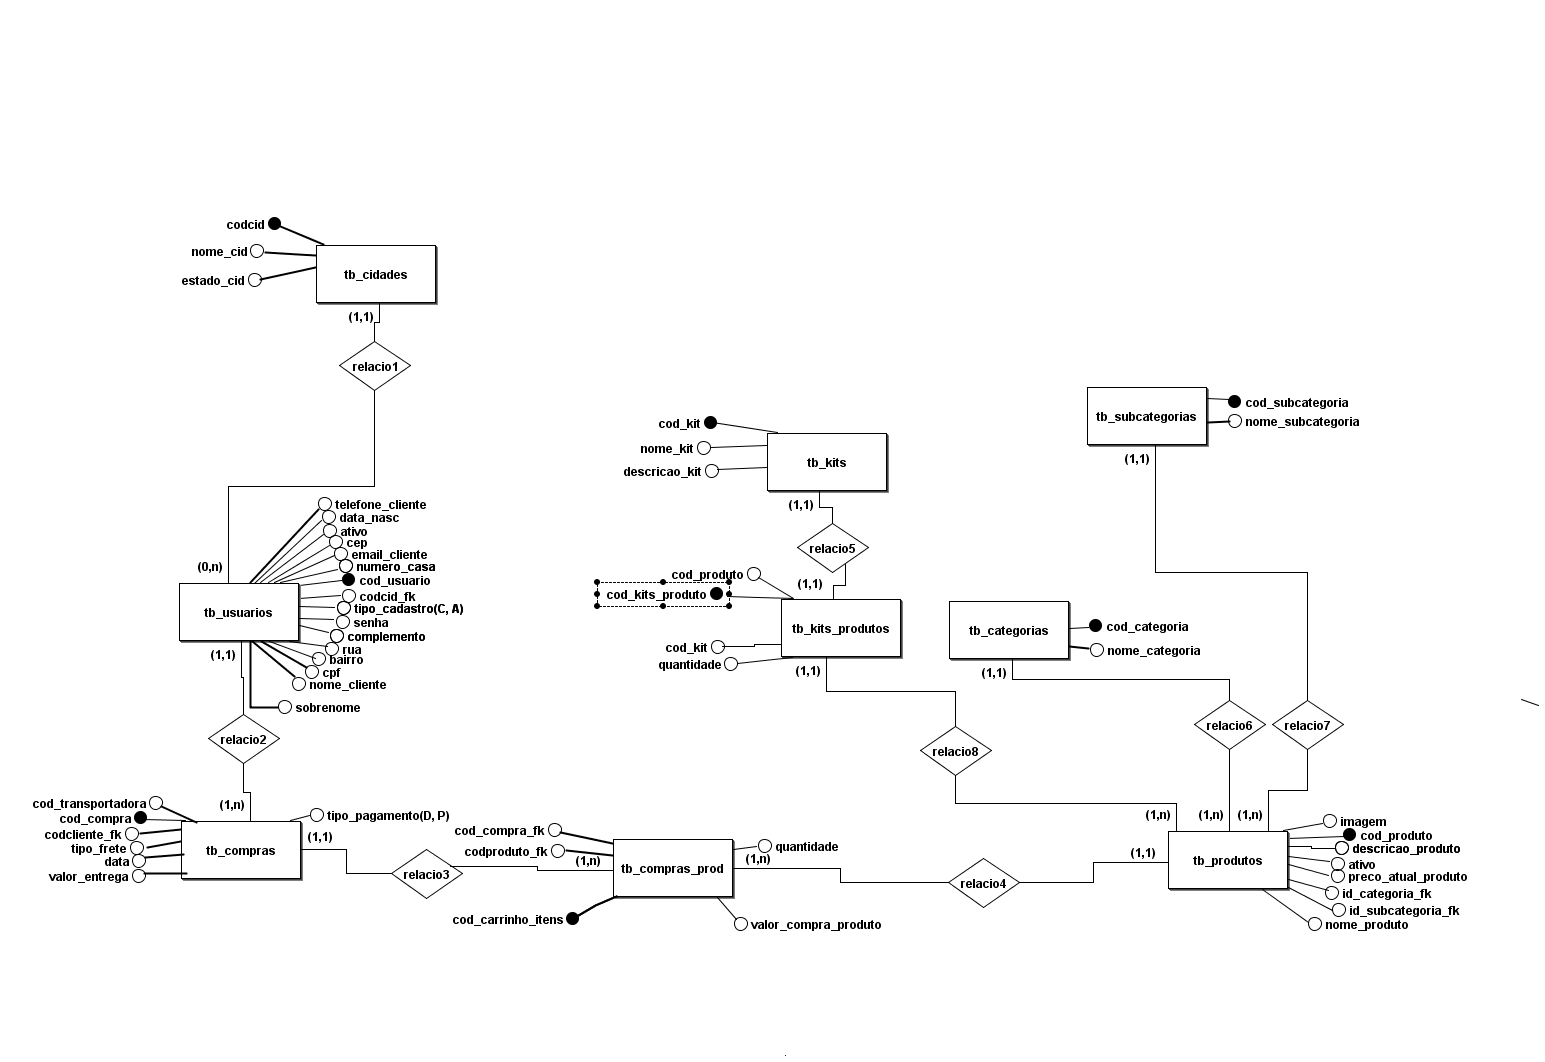 codcid
nome_cid
estado_cid
tb_cidades
(1,1)
relacio1
(0,n)
telefone_cliente
data_nasc
ativo
cep
email_cliente
numero_casa
cod_usuario
codcid_fk
tipo_cadastro(C, A)
senha
complemento
rua
bairro
cpf
nome_cliente
sobrenome
tb_usuarios
(1,1)
relacio2
(1,n)
cod_transportadora
cod_compra
codcliente_fk
tipo_frete
data
valor_entrega
tb_compras
tipo_pagamento(D, P)
(1,1)
relacio3
cod_compra_fk
codproduto_fk
(1,n)
tb_compras_prod
cod_carrinho_itens
quantidade
(1,n)
valor_compra_produto
relacio4
(1,1)
cod_kit
nome_kit
descricao_kit
tb_kits
(1,1)
relacio5
(1,1)
cod_produto
cod_kits_produto
cod_kit
quantidade
tb_kits_produtos
(1,1)
relacio8
(1,n)
tb_categorias
cod_categoria
nome_categoria
(1,1)
relacio6
(1,n)
tb_subcategorias
cod_subcategoria
nome_subcategoria
(1,1)
relacio7
(1,n)
tb_produtos
imagem
cod_produto
descricao_produto
ativo
preco_atual_produto
id_categoria_fk
id_subcategoria_fk
nome_produto